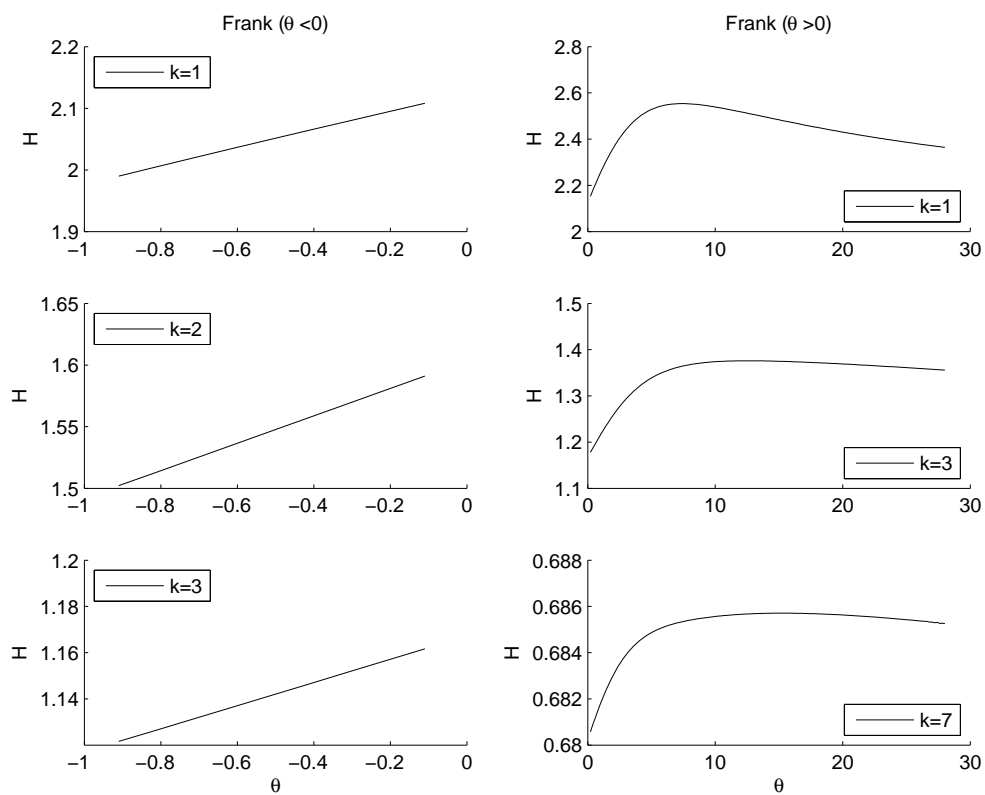 Frank (θ <0)
2.2
2.1
2
1.9
H
k=1
−1 −0.8 −0.6 −0.4 −0.2 0
Frank (θ >0)
2.8
2.6
2.4
2.2
2
H
k=1
0 10 20 30
1.65
1.6
1.55
1.5
H
k=2
−1 −0.8 −0.6 −0.4 −0.2 0
1.5
1.4
1.3
1.2
1.1
H
k=3
0 10 20 30
1.2
1.18
1.16
1.14
H
k=3
−1 −0.8 −0.6 −0.4 −0.2 0
θ
0.688
0.686
0.684
0.682
0.68
H
k=7
0 10 20 30
θ